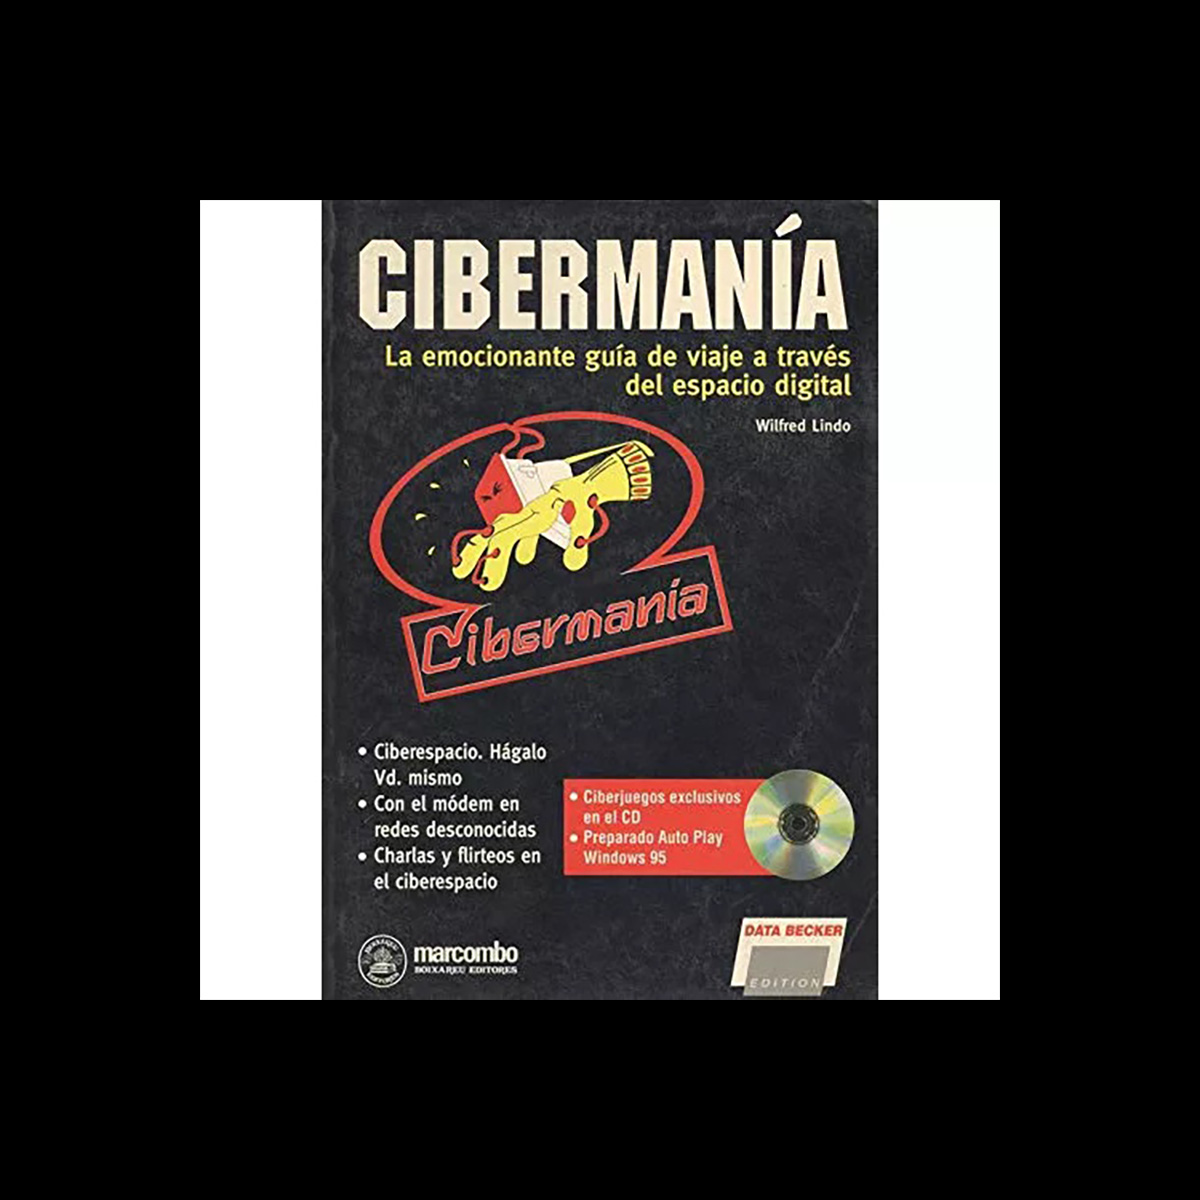 CIBERMANÍA
La emocionante guía de viaje a través
del espacio digital
Wilfred Lindo
Cibermanía
• Ciberespacio. Hágalo
Vd. mismo
• Con el módem en
redes desconocidas
• Charlas y flirteos en
el ciberespacio
• Ciberjuegos exclusivos
en el CD
• Preparado Auto Play
Windows 95
marcombo
BOIXAREU EDITORES
DATA BECKER
EDITION